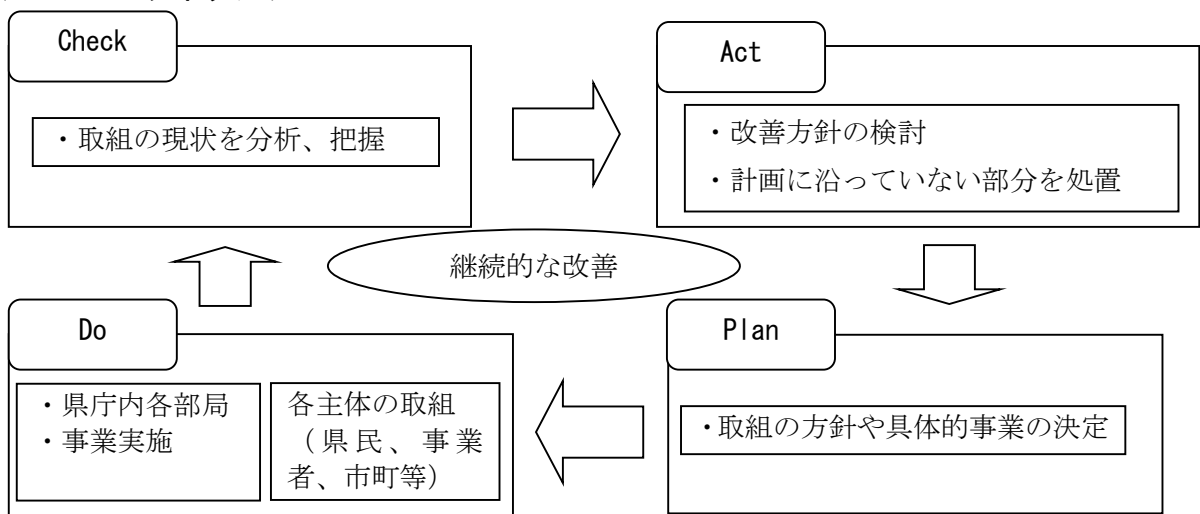 Check
・取組の現状を分析、把握
Act
・改善方針の検討
・計画に沿っていない部分を処置
継続的な改善
Do
・県庁内各部局
・事業実施
各主体の取組
（県民、事業
者、市町等）
Plan
・取組の方針や具体的事業の決定